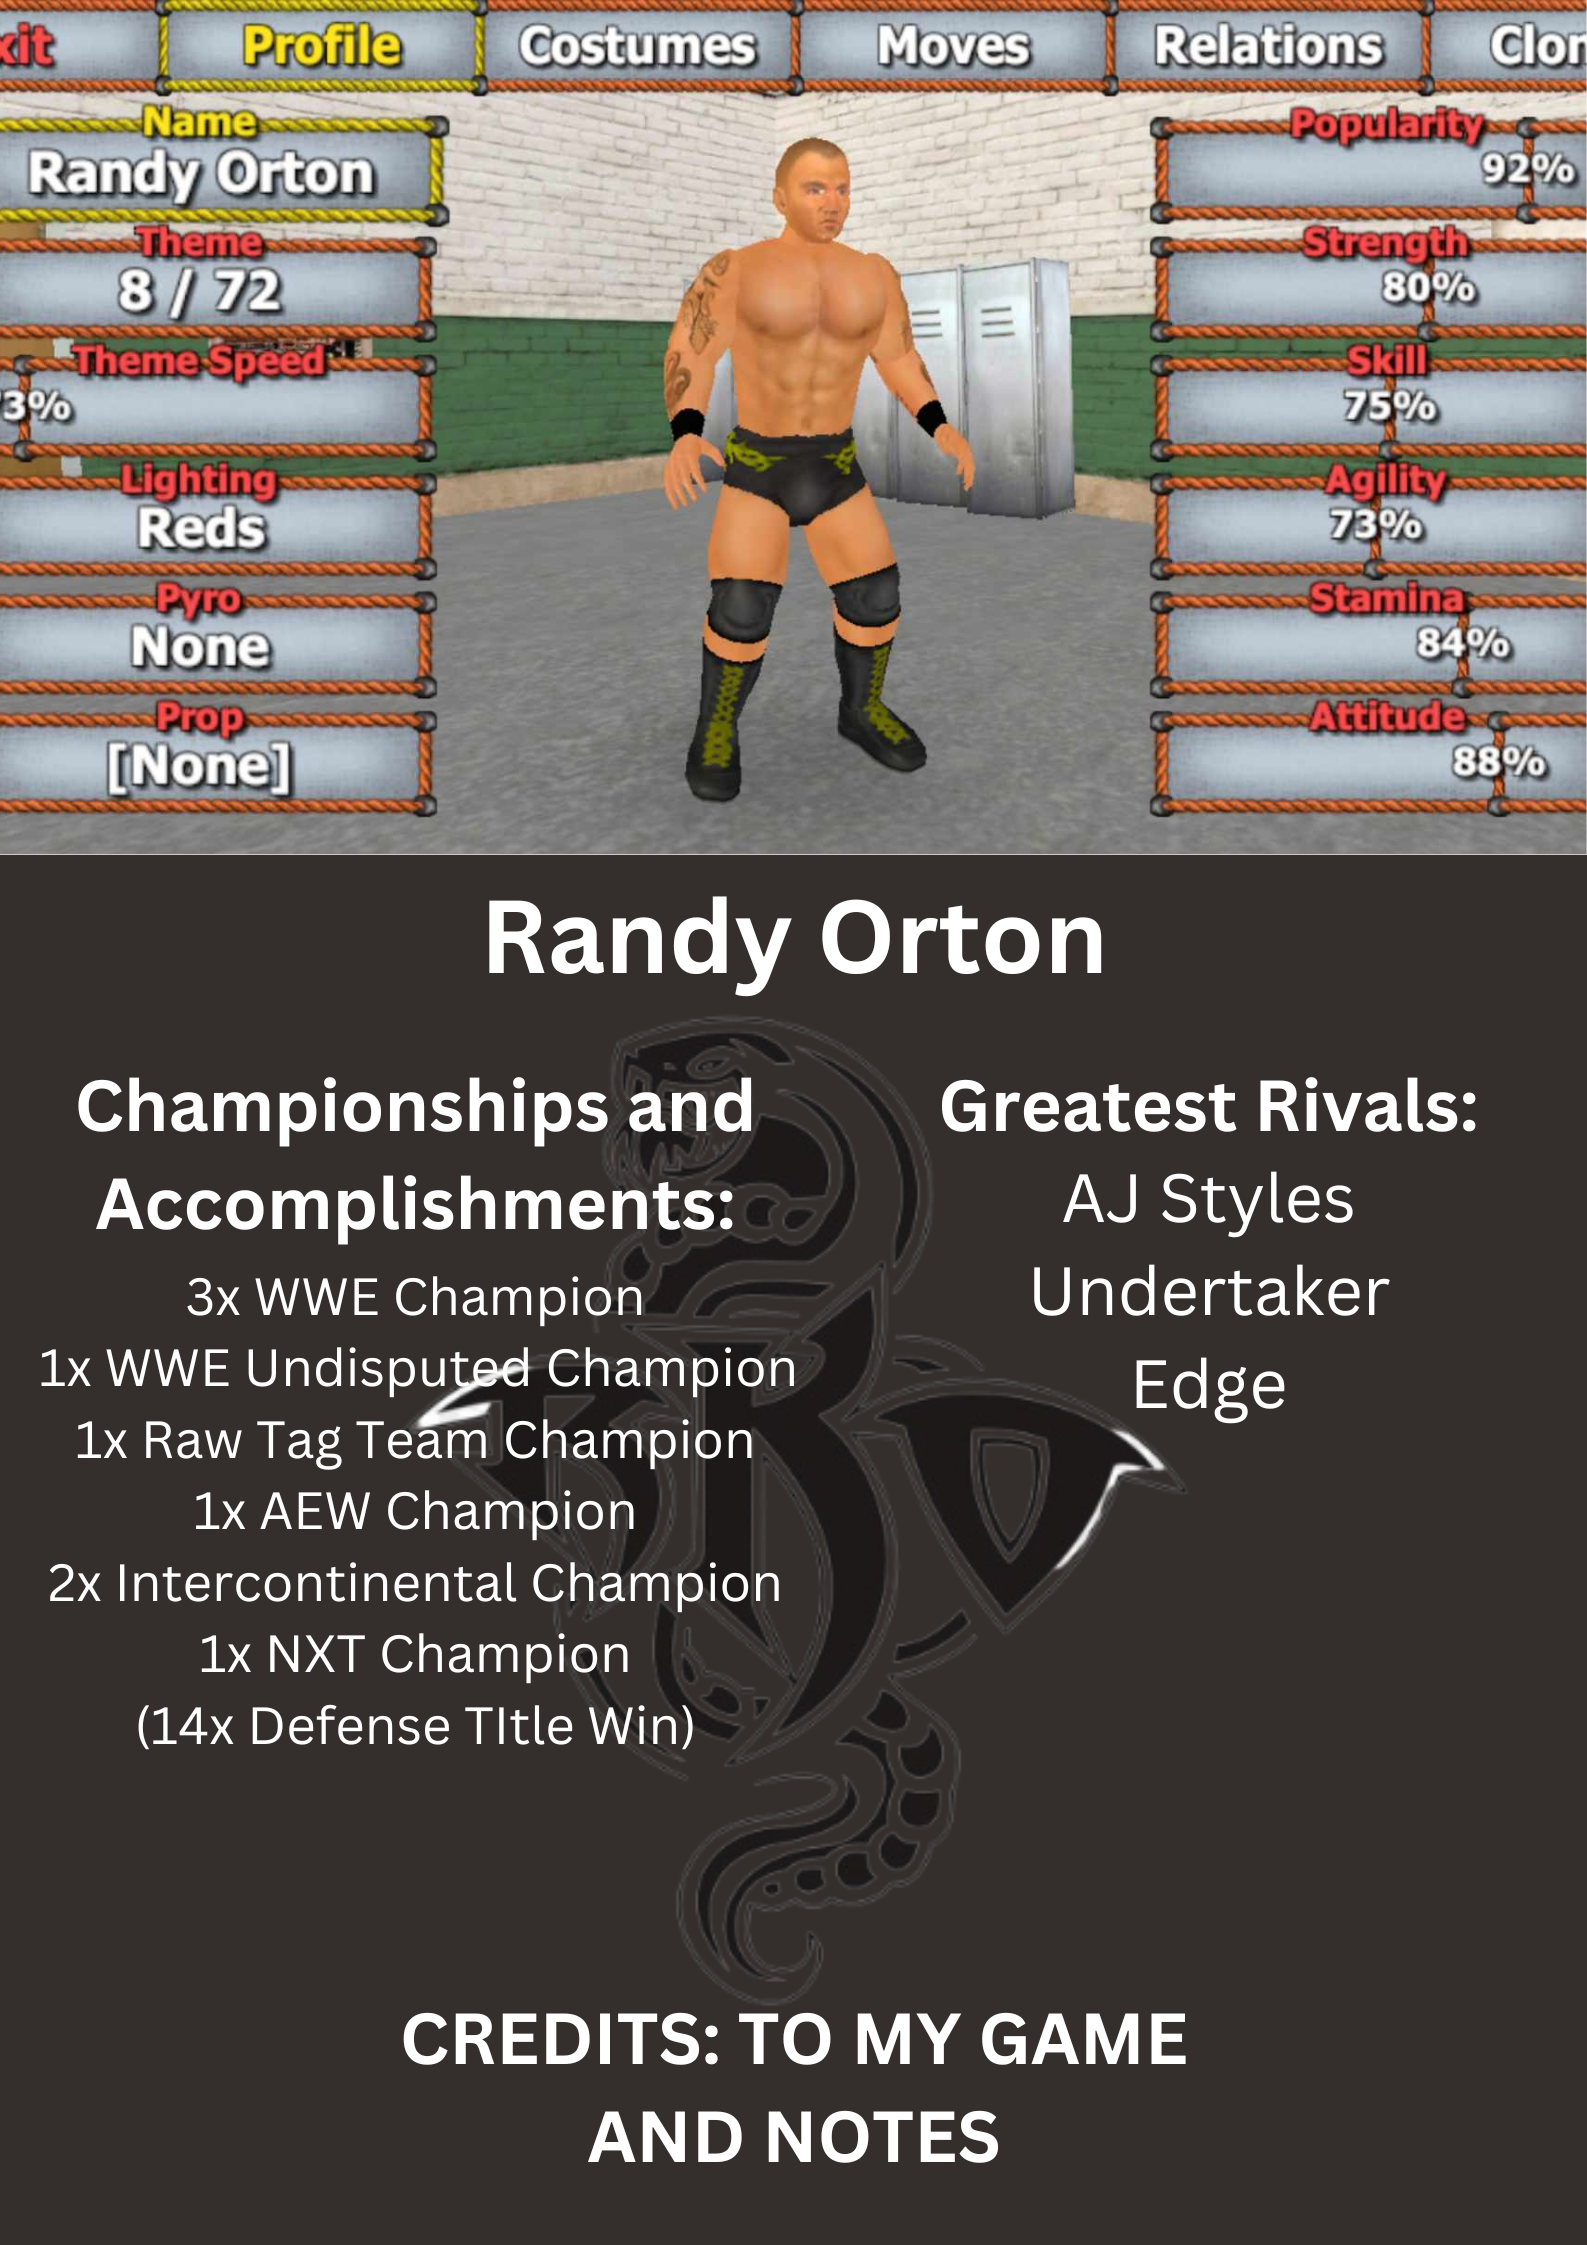 xit Profile Costumes Moves Relations Clon
Name
Randy Orton
Theme
8 / 72
Theme Speed
3%
Lighting
Reds
Pyro
None
Prop
[None]
Popularity
92%
Strength
80%
Skill
75%
Agility
73%
Stamina
84%
Attitude
88%
Randy Orton
Championships and
Accomplishments:
3x WWE Champion
1x WWE Undisputed Champion
1x Raw Tag Team Champion
1x AEW Champion
2x Intercontinental Champion
1x NXT Champion
(14x Defense TItle Win)
Greatest Rivals:
AJ Styles
Undertaker
Edge
CREDITS: TO MY GAME
AND NOTES